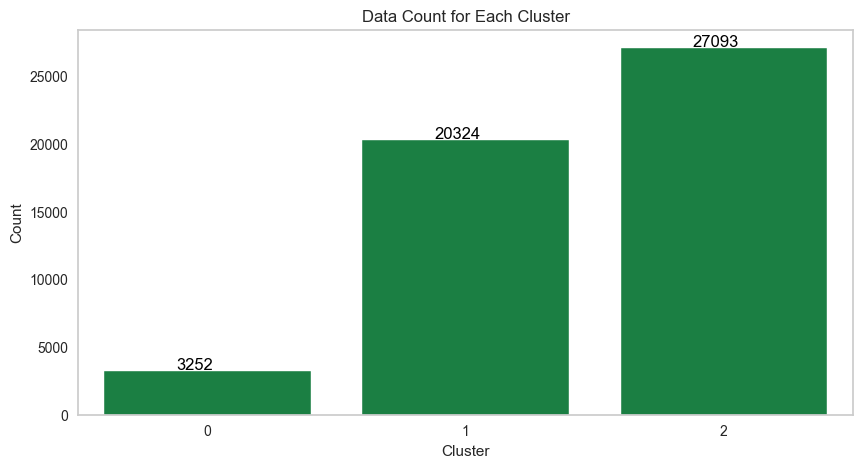 Data Count for Each Cluster
27093
25000
20324
20000
15000
Count
10000
5000
3252
0
0 1 2
Cluster